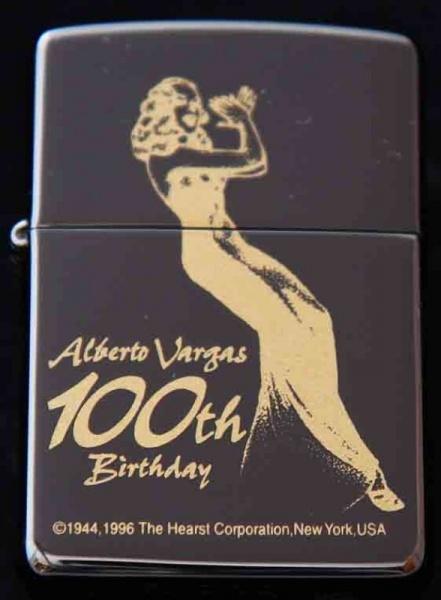 Alberto Vargas
100th
Birthday
©1944,1996 The Hearst Corporation,New York,USA